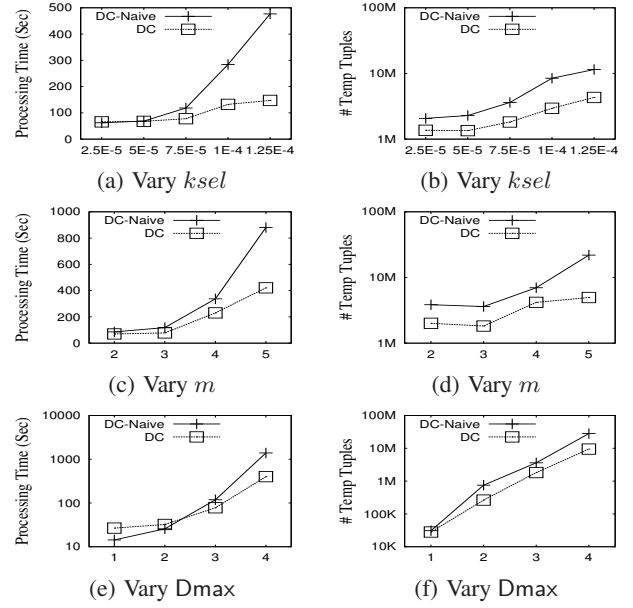 Processing Time (Sec)
500
400
300
200
100
0
DC-Naive
DC
2.5E-5 5E-5 7.5E-5 1E-4 1.25E-4
(a) Vary ksel
# Temp Tuples
100M
10M
1M
DC-Naive
DC
2.5E-5 5E-5 7.5E-5 1E-4 1.25E-4
(b) Vary ksel
Processing Time (Sec)
1000
800
600
400
200
0
DC-Naive
DC
2 3 4 5
(c) Vary m
# Temp Tuples
100M
10M
1M
DC-Naive
DC
2 3 4 5
(d) Vary m
Processing Time (Sec)
10000
1000
100
10
DC-Naive
DC
1 2 3 4
(e) Vary Dmax
# Temp Tuples
100M
10M
1M
100K
10K
DC-Naive
DC
1 2 3 4
(f) Vary Dmax